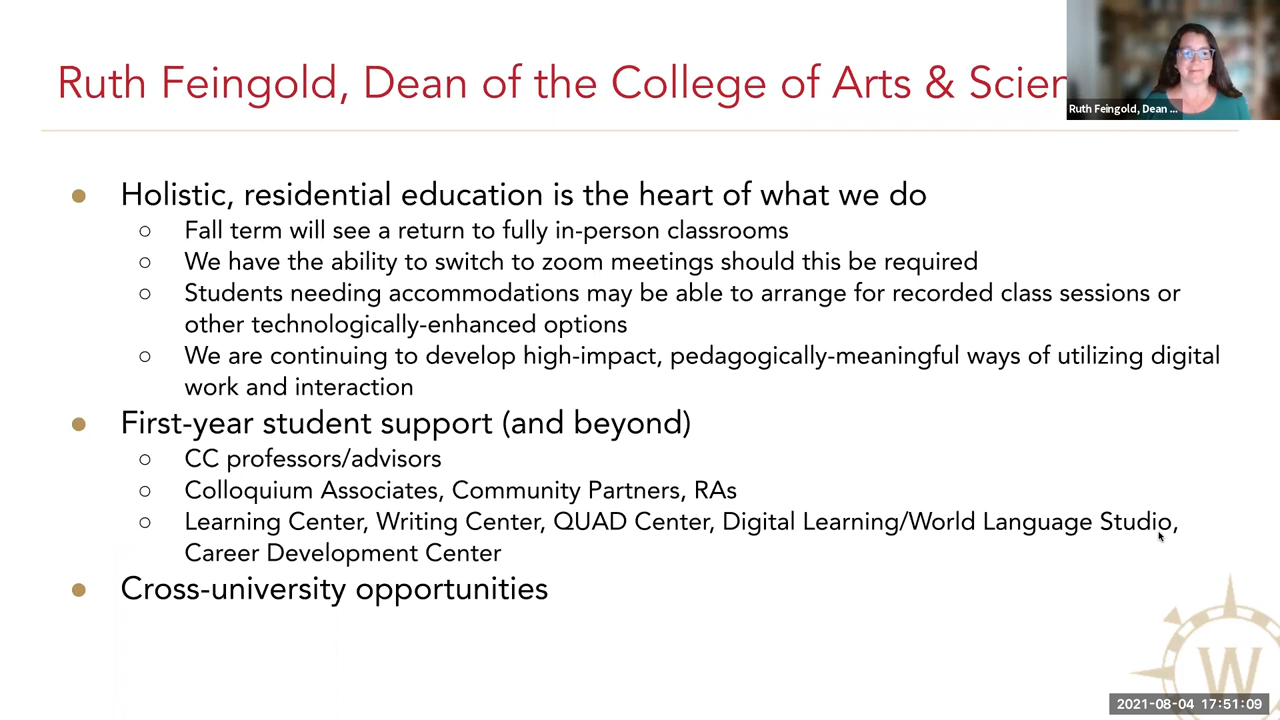 Ruth Feingold, Dean of the College of Arts & Scien
Ruth Feingold, Dean ...
● Holistic, residential education is the heart of what we do
○ Fall term will see a return to fully in-person classrooms
○ We have the ability to switch to zoom meetings should this be required
○ Students needing accommodations may be able to arrange for recorded class sessions or
other technologically-enhanced options
○ We are continuing to develop high-impact, pedagogically-meaningful ways of utilizing digital
work and interaction
● First-year student support (and beyond)
○ CC professors/advisors
○ Colloquium Associates, Community Partners, RAs
○ Learning Center, Writing Center, QUAD Center, Digital Learning/World Language Studio,
Career Development Center
● Cross-university opportunities
W
2021-08-04 17:51:09